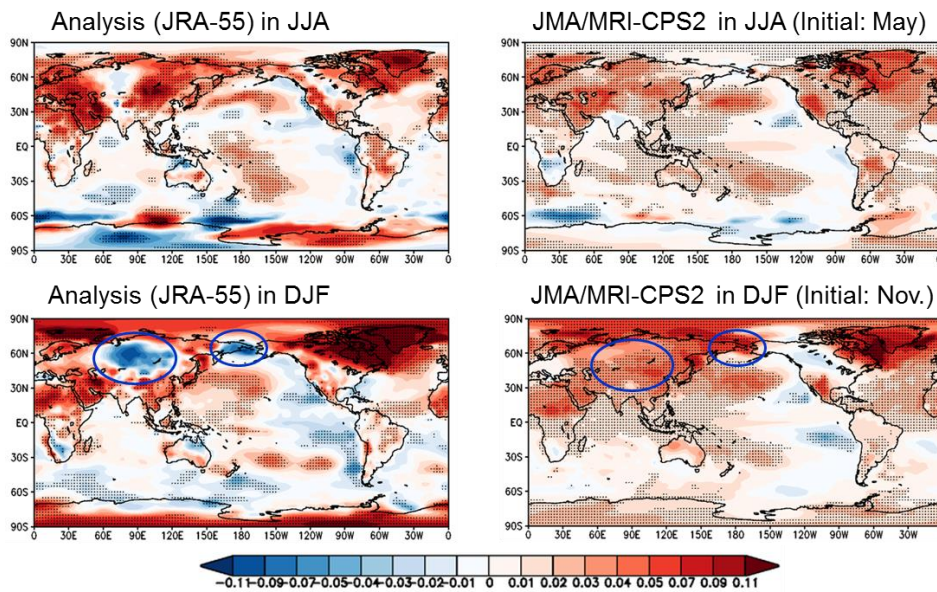 Analysis (JRA-55) in JJA
JMA/MRI-CPS2 in JJA (Initial: May)
90N
60N
30N
EQ
30S
60S
90S
0 30E 60E 90E 120E 150E 180 150W 120W 90W 60W 30W 0
90N
60N
30N
EQ
30S
60S
90S
0 30E 60E 90E 120E 150E 180 150W 120W 90W 60W 30W
Analysis (JRA-55) in DJF
JMA/MRI-CPS2 in DJF (Initial: Nov.)
90N
60N
30N
EQ
30S
60S
90S
0 30E 60E 90E 120E 150E 180 150W 120W 90W 60W 30W 0
90N
60N
30N
EQ
30S
60S
90S
0 30E 60E 90E 120E 150E 180 150W 120W 90W 60W 30W
-0.11 -0.09 -0.07 -0.05 -0.04 -0.03 -0.02 -0.01 0 0.01 0.02 0.03 0.04 0.05 0.07 0.09 0.11